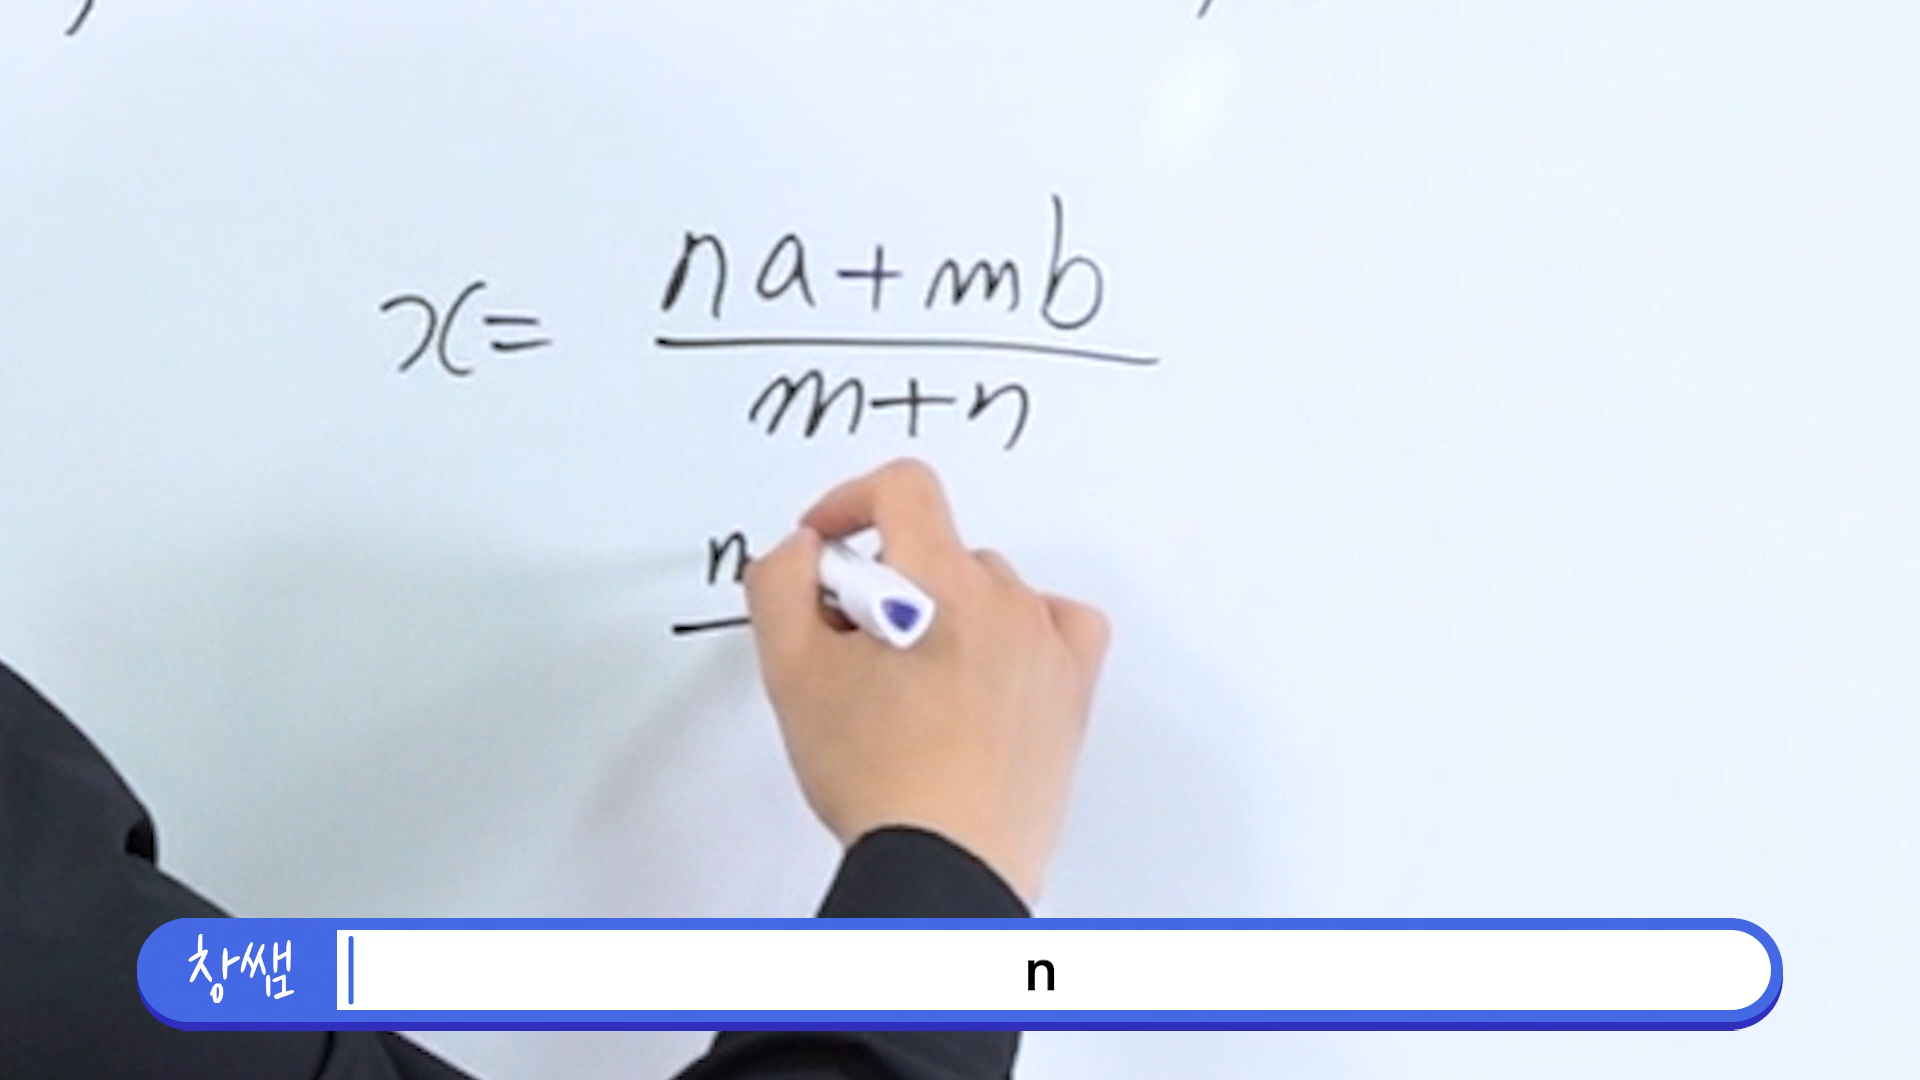 x = na+mb
m+n
n
창쌤 n